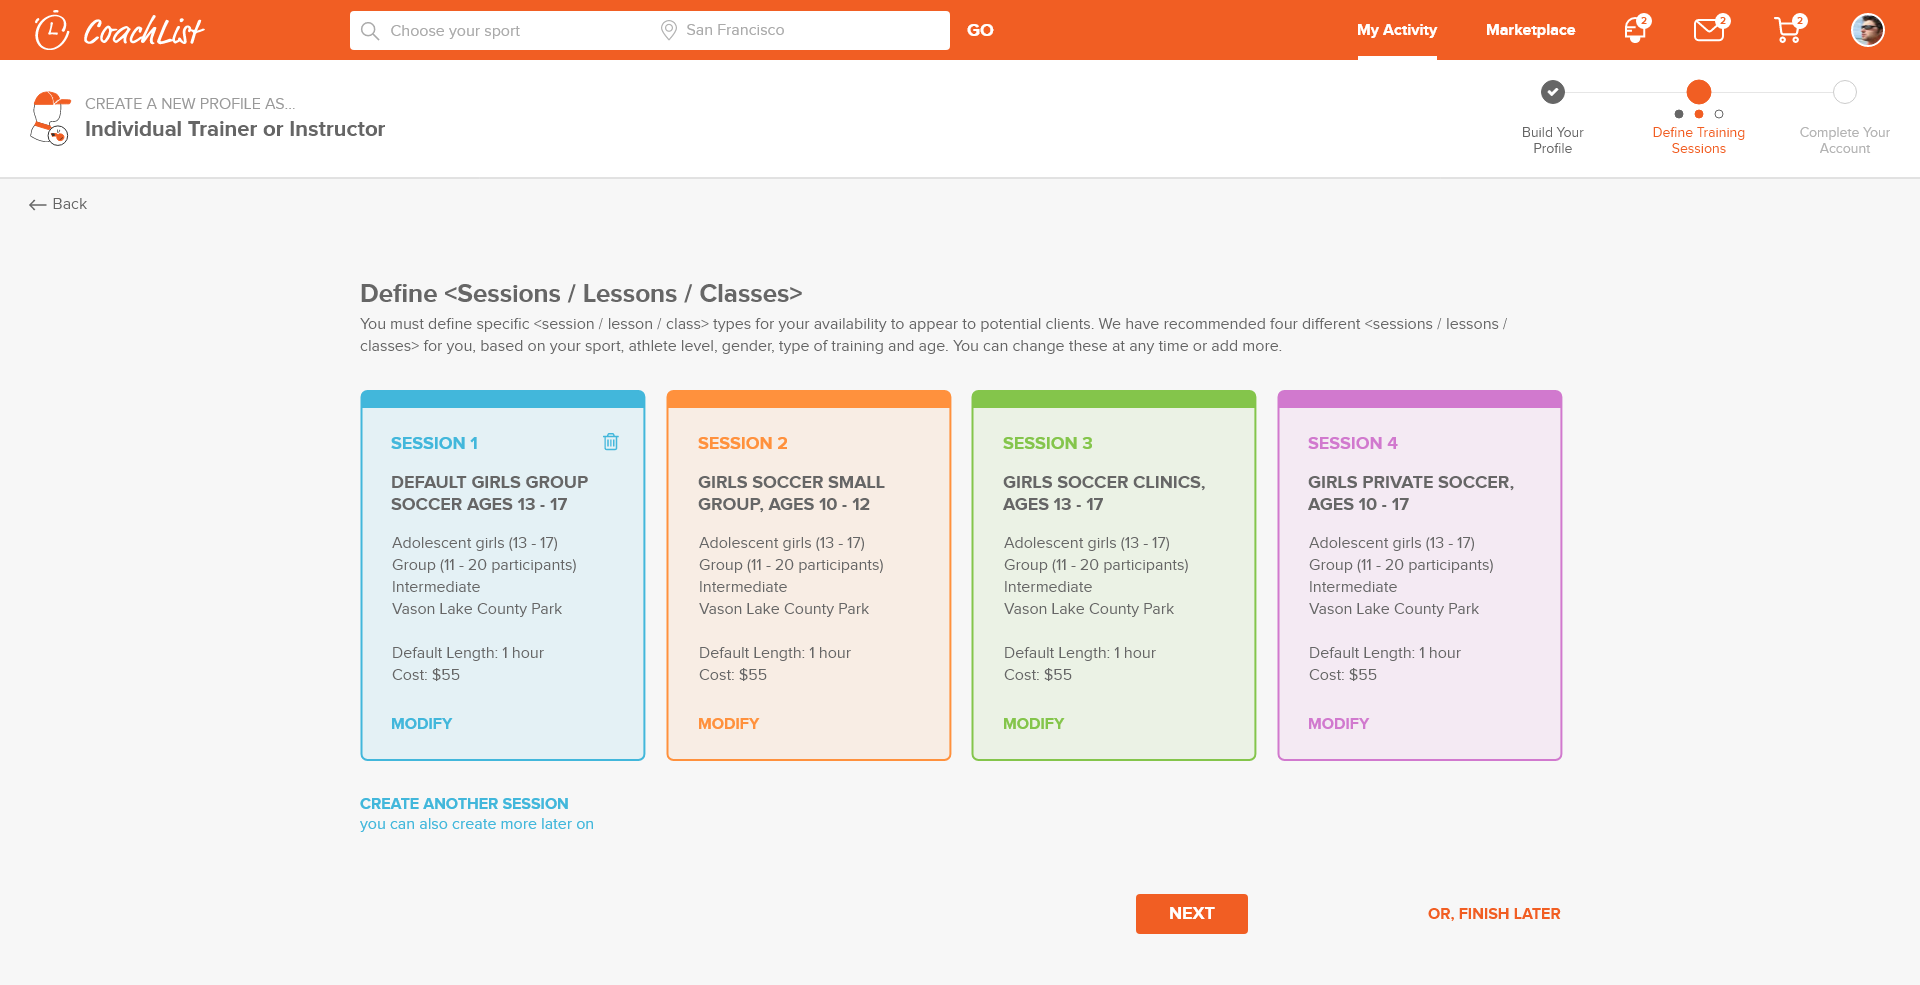 CoachList
Choose your sport
San Francisco
GO
My Activity
Marketplace
2
2
2
CREATE A NEW PROFILE AS...
Individual Trainer or Instructor
Build Your
Profile
Define Training
Sessions
Complete Your
Account
Back
Define <Sessions / Lessons / Classes>
You must define specific <session / lesson / class> types for your availability to appear to potential clients. We have recommended four different <sessions / lessons /
classes> for you, based on your sport, athlete level, gender, type of training and age. You can change these at any time or add more.
SESSION 1
DEFAULT GIRLS GROUP
SOCCER AGES 13 - 17
Adolescent girls (13 - 17)
Group (11 - 20 participants)
Intermediate
Vason Lake County Park
Default Length: 1 hour
Cost: $55
MODIFY
SESSION 2
GIRLS SOCCER SMALL
GROUP, AGES 10 - 12
Adolescent girls (13 - 17)
Group (11 - 20 participants)
Intermediate
Vason Lake County Park
Default Length: 1 hour
Cost: $55
MODIFY
SESSION 3
GIRLS SOCCER CLINICS,
AGES 13 - 17
Adolescent girls (13 - 17)
Group (11 - 20 participants)
Intermediate
Vason Lake County Park
Default Length: 1 hour
Cost: $55
MODIFY
SESSION 4
GIRLS PRIVATE SOCCER,
AGES 10 - 17
Adolescent girls (13 - 17)
Group (11 - 20 participants)
Intermediate
Vason Lake County Park
Default Length: 1 hour
Cost: $55
MODIFY
CREATE ANOTHER SESSION
you can also create more later on
NEXT
OR, FINISH LATER